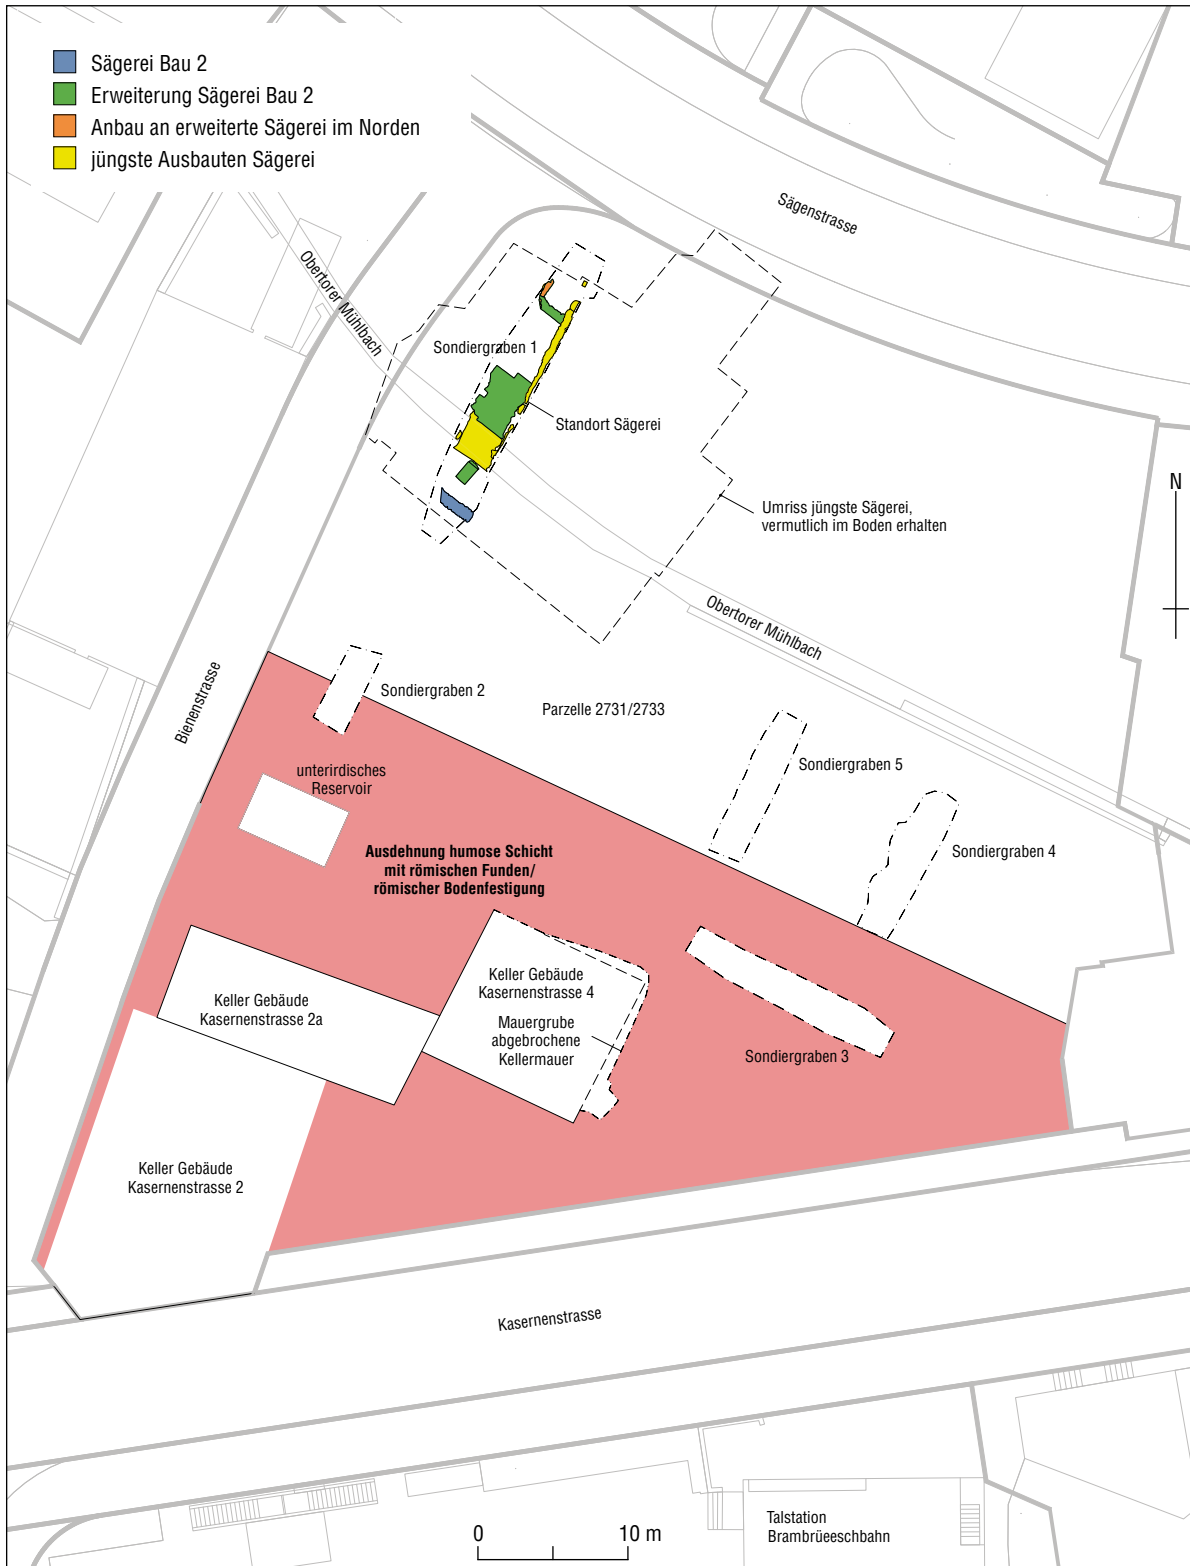 Sägerei Bau 2
Erweiterung Sägerei Bau 2
Anbau an erweiterte Sägerei im Norden
jüngste Ausbauten Sägerei
Sägenstrasse
Obertorer Mühlbach
Sondiergraben 1
Standort Sägerei
Umriss jüngste Sägerei,
vermutlich im Boden erhalten
N
Obertorer Mühlbach
Bienenstrasse
Sondiergraben 2
Parzelle 2731/2733
unterirdisches
Reservoir
Sondiergraben 5
Sondiergraben 4
Ausdehnung humose Schicht
mit römischen Funden/
römischer Bodenfestigung
Keller Gebäude
Kasernenstrasse 4
Keller Gebäude
Kasernenstrasse 2a
Mauergrube
abgebrochene
Kellermauer
Sondiergraben 3
Keller Gebäude
Kasernenstrasse 2
Kasernenstrasse
0 10 m
Talstation
Brambrüeeschbahn